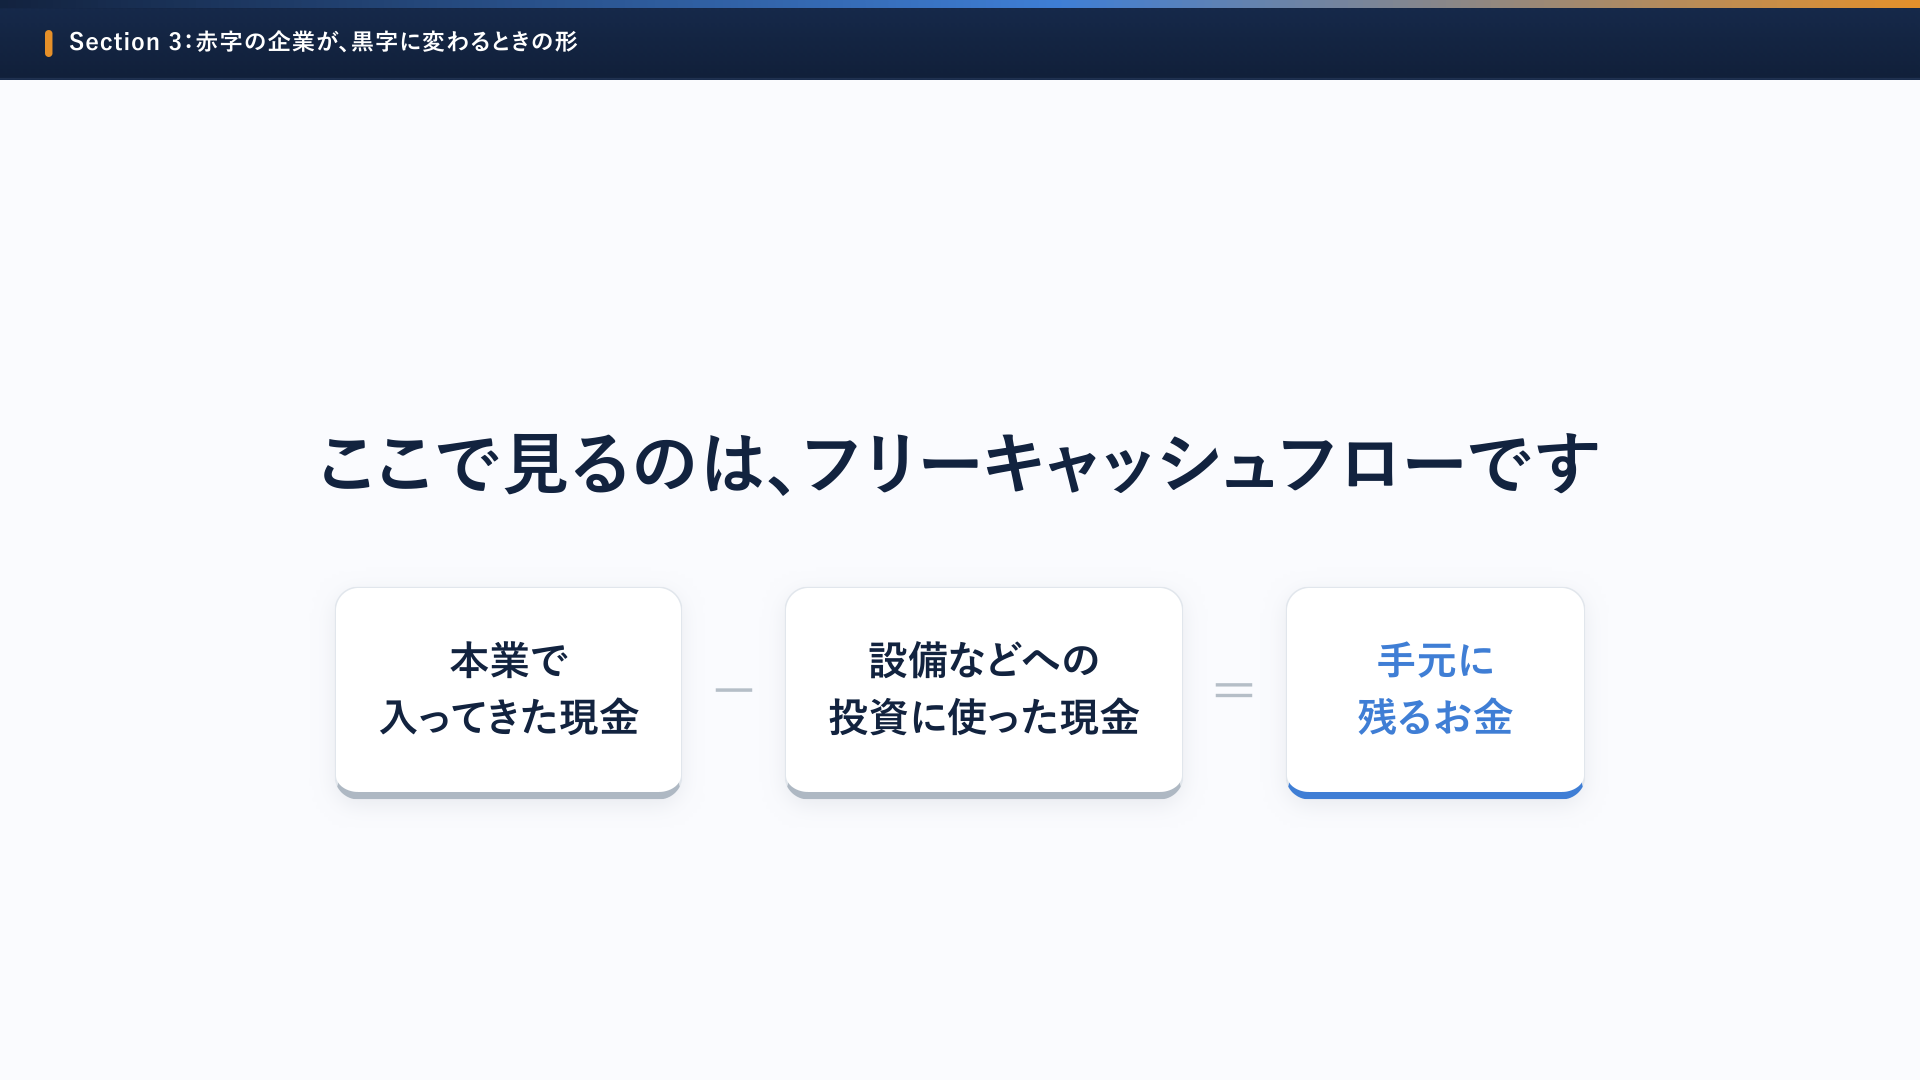 Section 3：赤字の企業が、黒字に変わるときの形
ここで見るのは、フリーキャッシュフローです
本業で
入ってきた現金
−
設備などへの
投資に使った現金
＝
手元に
残るお金